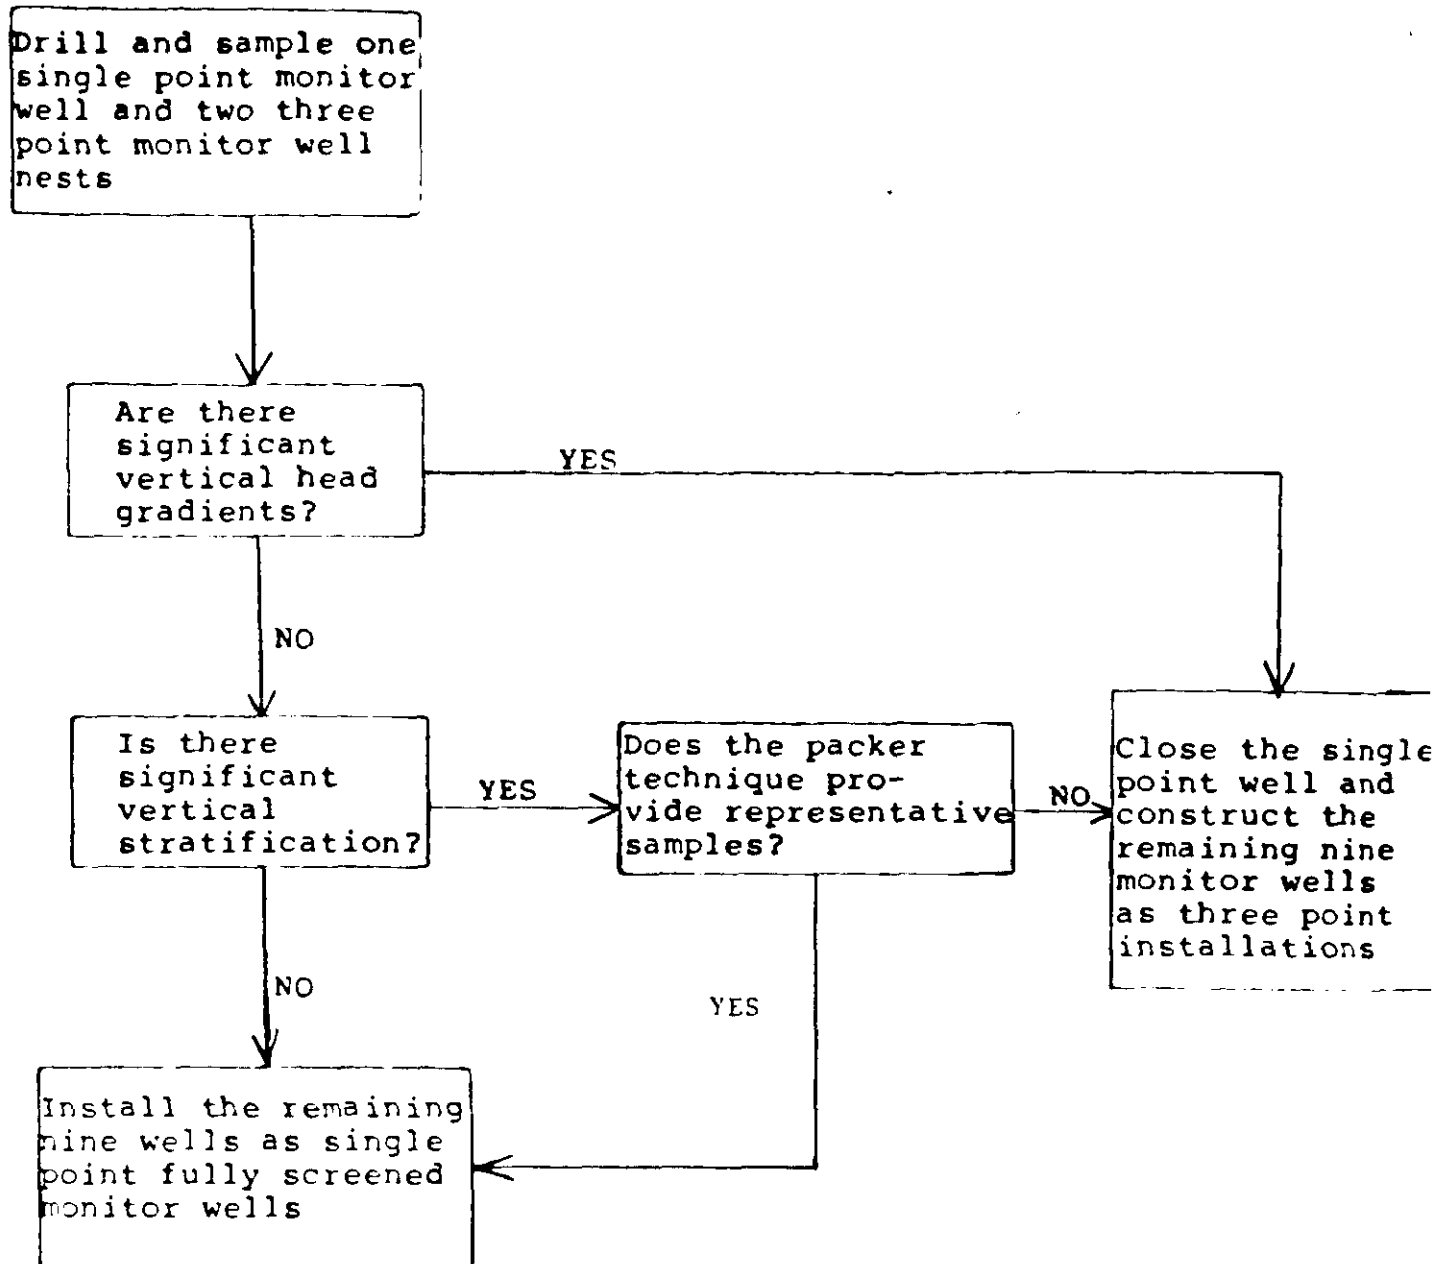 Drill and sample one
single point monitor
well and two three
point monitor well
nests
Are there
significant
vertical head
gradients?
YES
NO
Is there
significant
vertical
stratification?
YES
Does the packer
technique pro-
vide representative
samples?
NO
Close the single
point well and
construct the
remaining nine
monitor wells
as three point
installations
NO
YES
Install the remaining
nine wells as single
point fully screened
monitor wells